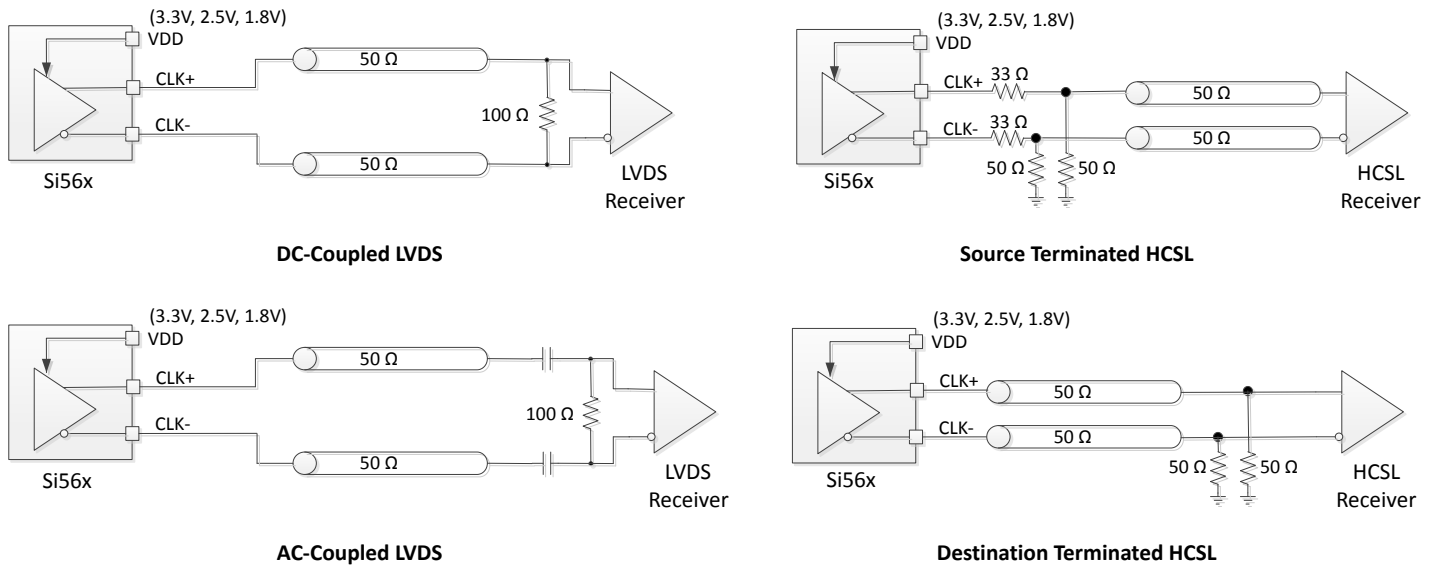 (3.3V, 2.5V, 1.8V)
VDD
CLK+
CLK-
50 Ω
50 Ω
100 Ω
Si56x
LVDS
Receiver
DC-Coupled LVDS
(3.3V, 2.5V, 1.8V)
VDD
CLK+
33 Ω
CLK-
33 Ω
50 Ω
50 Ω
50 Ω
50 Ω
Si56x
HCSL
Receiver
Source Terminated HCSL
(3.3V, 2.5V, 1.8V)
VDD
CLK+
CLK-
50 Ω
50 Ω
100 Ω
Si56x
LVDS
Receiver
AC-Coupled LVDS
(3.3V, 2.5V, 1.8V)
VDD
CLK+
CLK-
50 Ω
50 Ω
50 Ω
50 Ω
Si56x
HCSL
Receiver
Destination Terminated HCSL